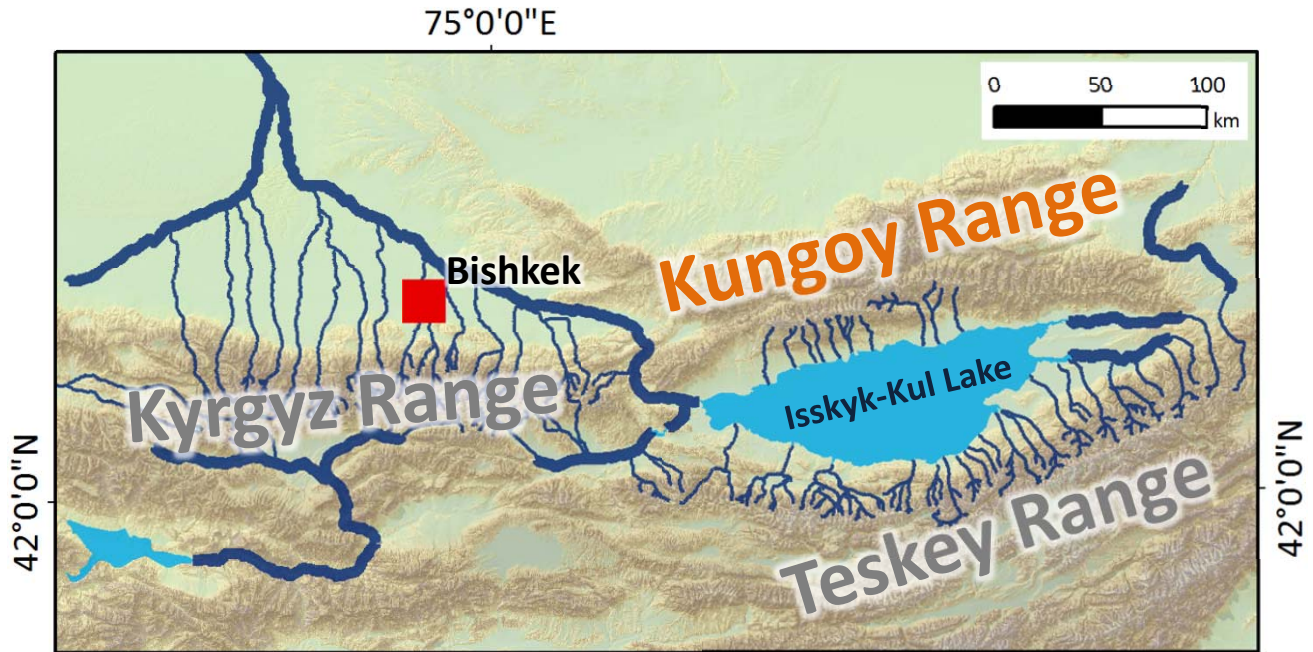 75°0'0"E
0 50 100
km
Kungoy Range
Bishkek
Isskyk-Kul Lake
Kyrgyz Range
42°0'0"N
42°0'0"N
Teskey Range